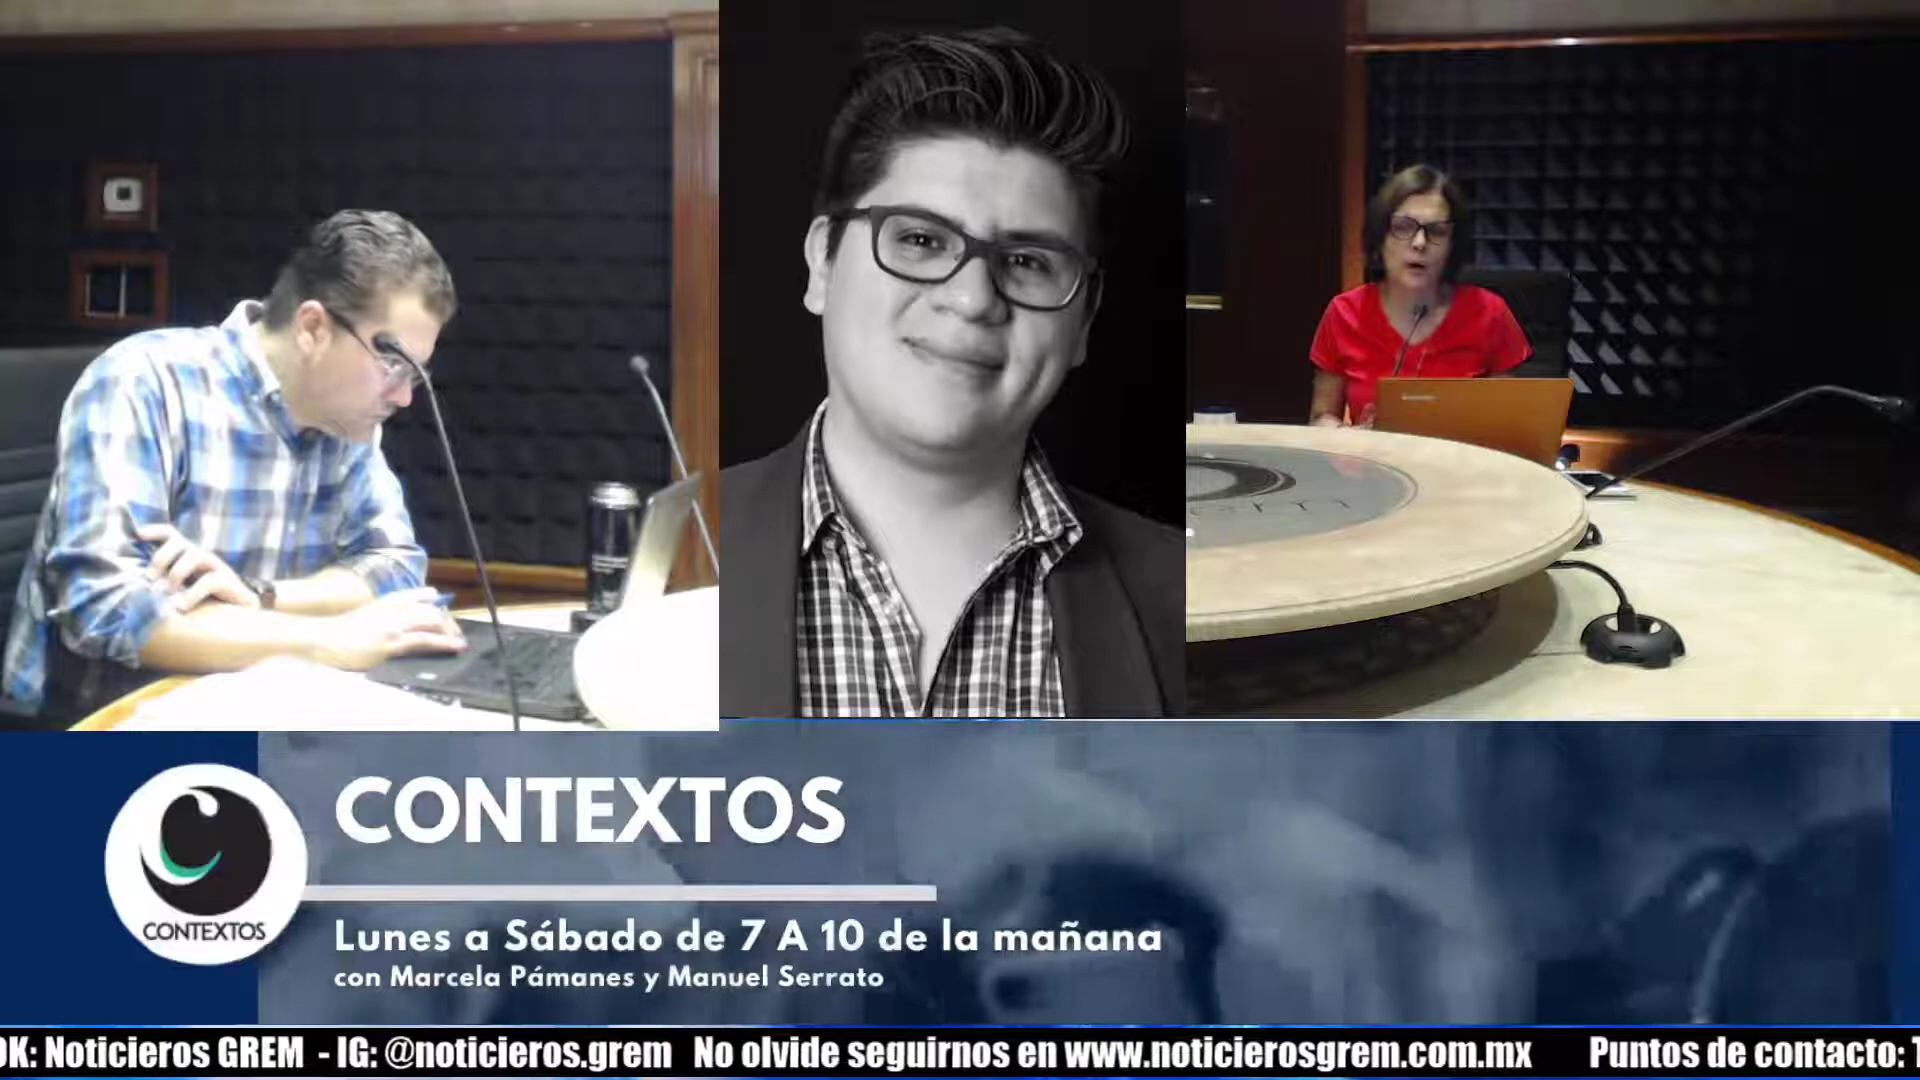 CONTEXTOS
CONTEXTOS
Lunes a Sábado de 7 A 10 de la mañana
con Marcela Pámanes y Manuel Serrato
OK: Noticieros GREM - IG: @noticieros.grem No olvide seguirnos en www.noticierosgrem.com.mx Puntos de contacto: T